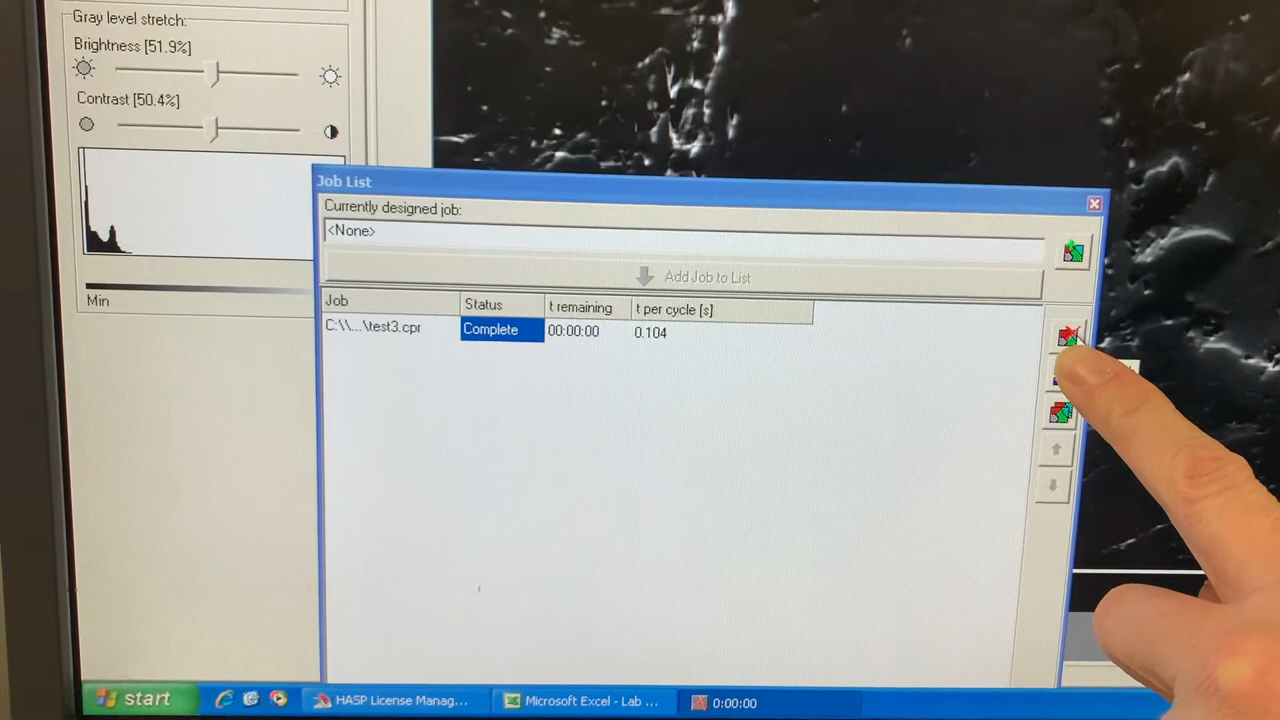 Gray level stretch:
Brightness [51.9%]
Contrast [50.4%]
Min
Job List
Currently designed job:
<None>
Add Job to List
Job Status t remaining t per cycle [s]
C:\\...\test3.cpr Complete 00:00:00 0.104
start HASP License Manag... Microsoft Excel - Lab ... 0:00:00